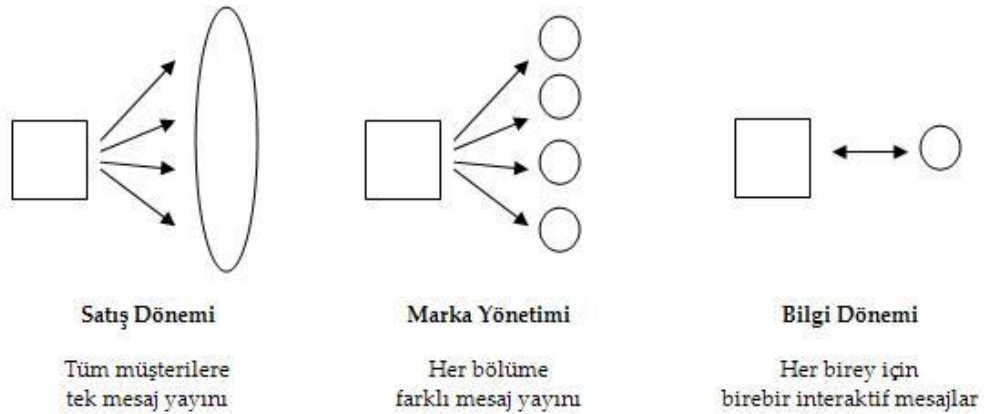 Satış Dönemi
Tüm müşterilere
tek mesaj yayını
Marka Yönetimi
Her bölüme
farklı mesaj yayını
Bilgi Dönemi
Her birey için
birebir interaktif mesajlar